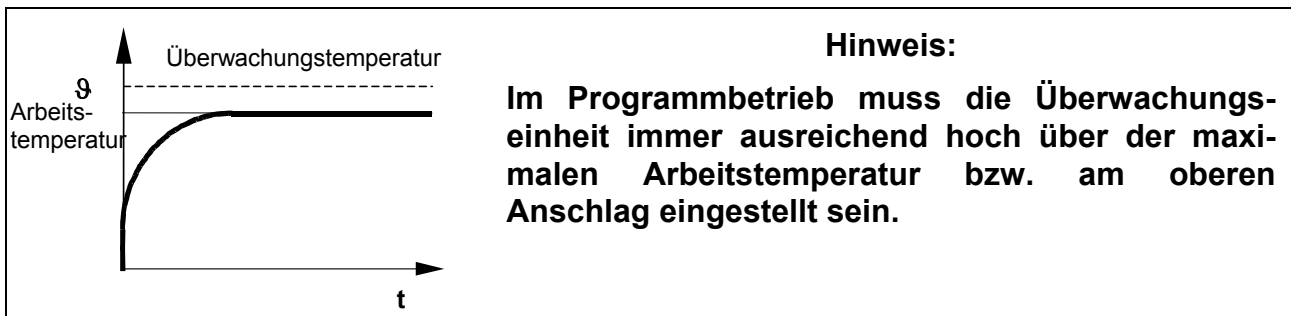 Überwachungstemperatur
ϑ
Arbeits-
temperatur
t
Hinweis:
Im Programmbetrieb muss die Überwachungs-
einheit immer ausreichend hoch über der maxi-
malen Arbeitstemperatur bzw. am oberen
Anschlag eingestellt sein.